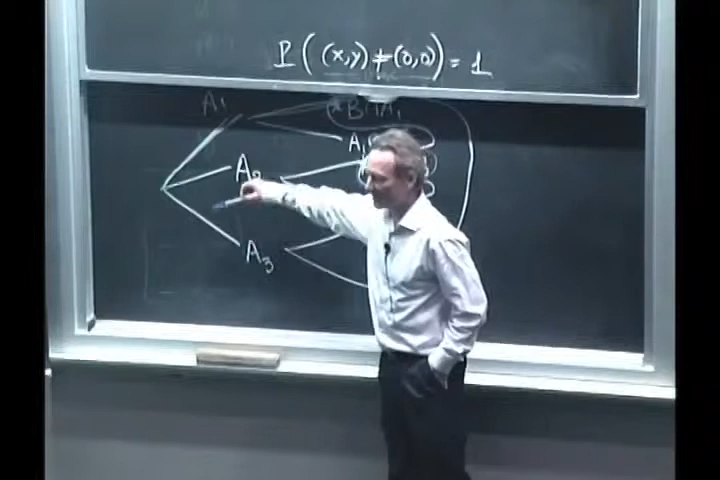 P((x,y)≠(0,0))=1
A1 B∩A1
A1
A2
A3